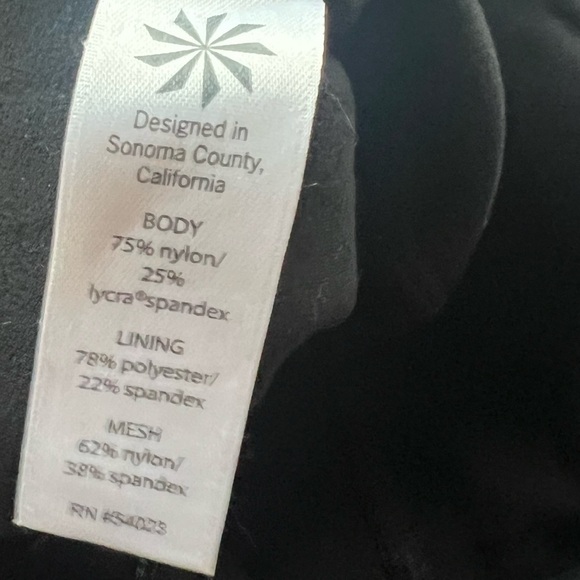 Designed in
Sonoma County,
California
BODY
75% nylon/
25%
lycra®spandex
LINING
78% polyester/
22% spandex
MESH
62% nylon/
38% spandex
RN #54023